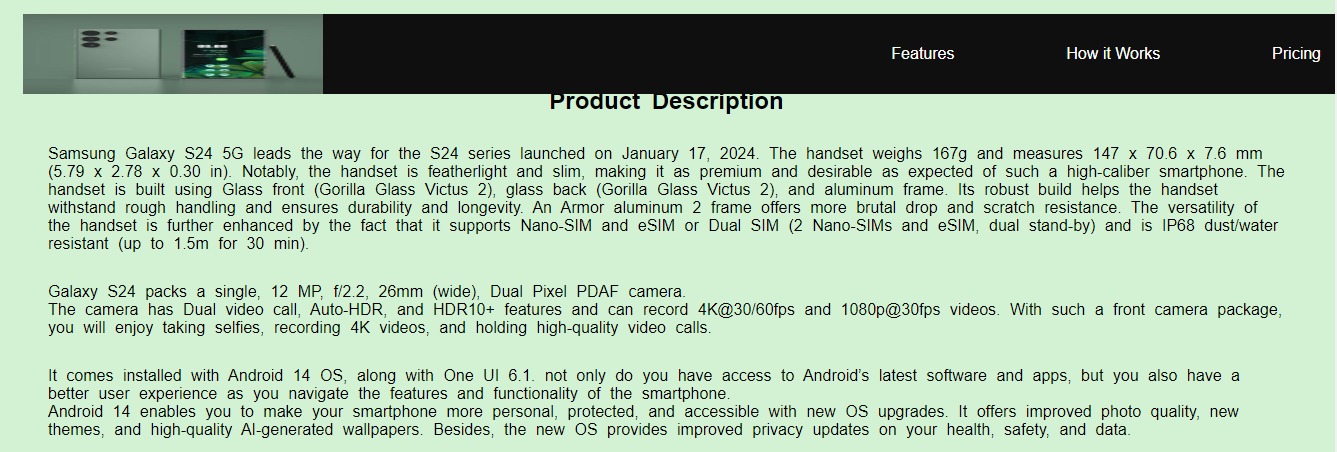 Features How it Works Pricing
Product Description
Samsung Galaxy S24 5G leads the way for the S24 series launched on January 17, 2024. The handset weighs 167g and measures 147 x 70.6 x 7.6 mm
(5.79 x 2.78 x 0.30 in). Notably, the handset is featherlight and slim, making it as premium and desirable as expected of such a high-caliber smartphone. The
handset is built using Glass front (Gorilla Glass Victus 2), glass back (Gorilla Glass Victus 2), and aluminum frame. Its robust build helps the handset
withstand rough handling and ensures durability and longevity. An Armor aluminum 2 frame offers more brutal drop and scratch resistance. The versatility of
the handset is further enhanced by the fact that it supports Nano-SIM and eSIM or Dual SIM (2 Nano-SIMs and eSIM, dual stand-by) and is IP68 dust/water
resistant (up to 1.5m for 30 min).
Galaxy S24 packs a single, 12 MP, f/2.2, 26mm (wide), Dual Pixel PDAF camera.
The camera has Dual video call, Auto-HDR, and HDR10+ features and can record 4K@30/60fps and 1080p@30fps videos. With such a front camera package,
you will enjoy taking selfies, recording 4K videos, and holding high-quality video calls.
It comes installed with Android 14 OS, along with One UI 6.1. not only do you have access to Android’s latest software and apps, but you also have a
better user experience as you navigate the features and functionality of the smartphone.
Android 14 enables you to make your smartphone more personal, protected, and accessible with new OS upgrades. It offers improved photo quality, new
themes, and high-quality AI-generated wallpapers. Besides, the new OS provides improved privacy updates on your health, safety, and data.